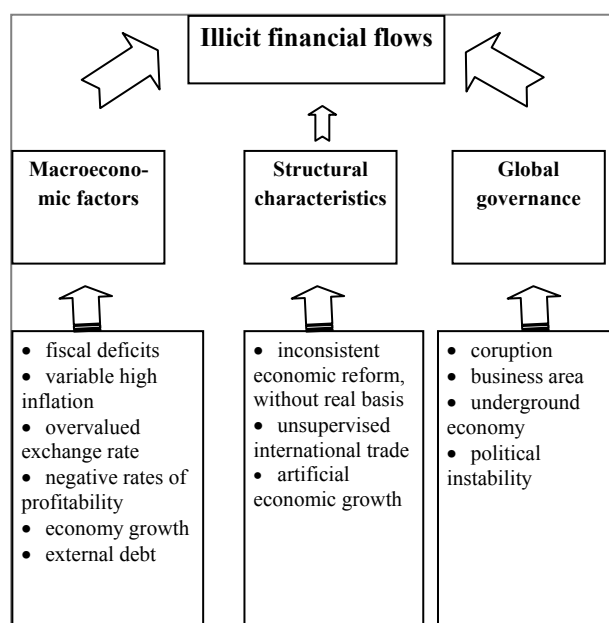 Illicit financial flows
Macroecono-
mic factors
Structural
characteristics
Global
governance
• fiscal deficits
• variable high
inflation
• overvalued
exchange rate
• negative rates of
profitability
• economy growth
• external debt
• inconsistent
economic reform,
without real basis
• unsupervised
international trade
• artificial
economic growth
• coruption
• business area
• underground
economy
• political
instability